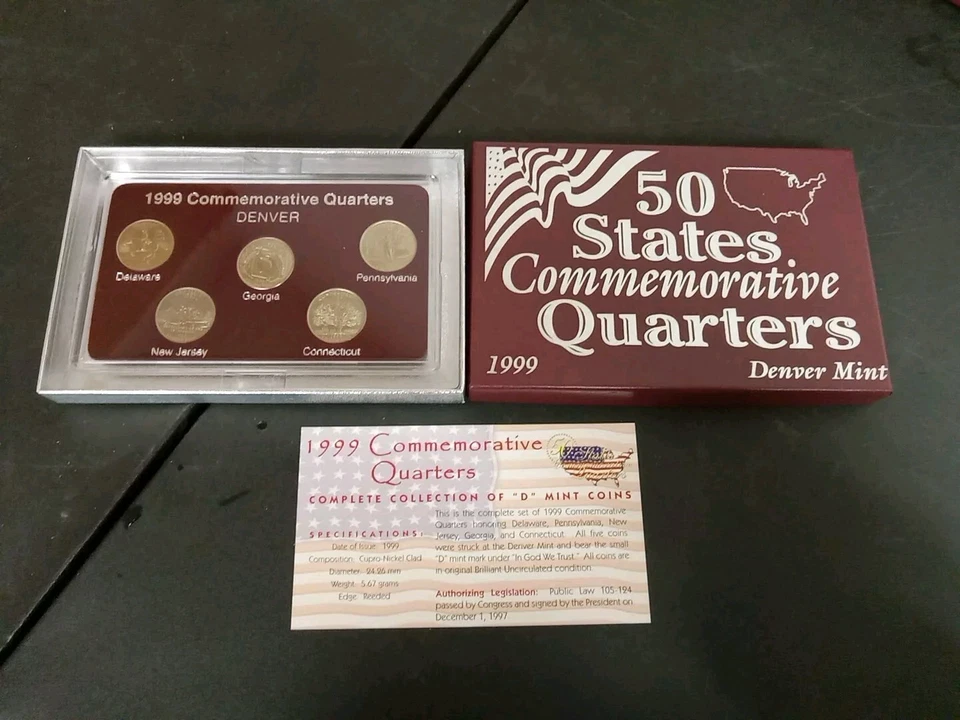 1999 Commemorative Quarters
DENVER
Delaware
Georgia
Pennsylvania
New Jersey
Connecticut
50
States
Commemorative
Quarters
1999
Denver Mint
1999 Commemorative
Quarters
COMPLETE COLLECTION OF "D" MINT COINS
SPECIFICATIONS:
Date of Issue: 1999
Composition: Cupro-Nickel Clad
Diameter: 24.26 mm
Weight: 5.67 grams
Edge: Reeded
This is the complete set of 1999 Commemorative
Quarters honoring Delaware, Pennsylvania, New
Jersey, Georgia, and Connecticut. All five coins
were struck at the Denver Mint and bear the small
"D" mint mark under "In God We Trust." All coins are
in original Brilliant Uncirculated condition.
Authorizing Legislation: Public Law 105-124
passed by Congress and signed by the President on
December 1, 1997